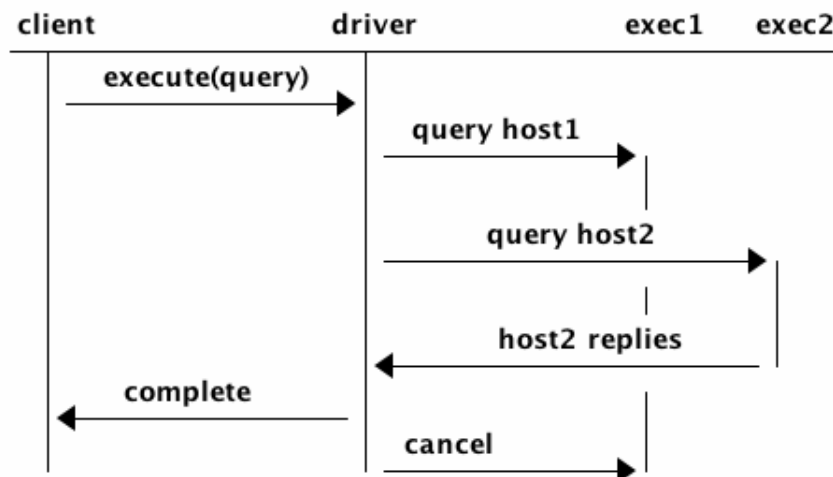 client driver exec1 exec2
execute(query)
query host1
query host2
host2 replies
complete
cancel